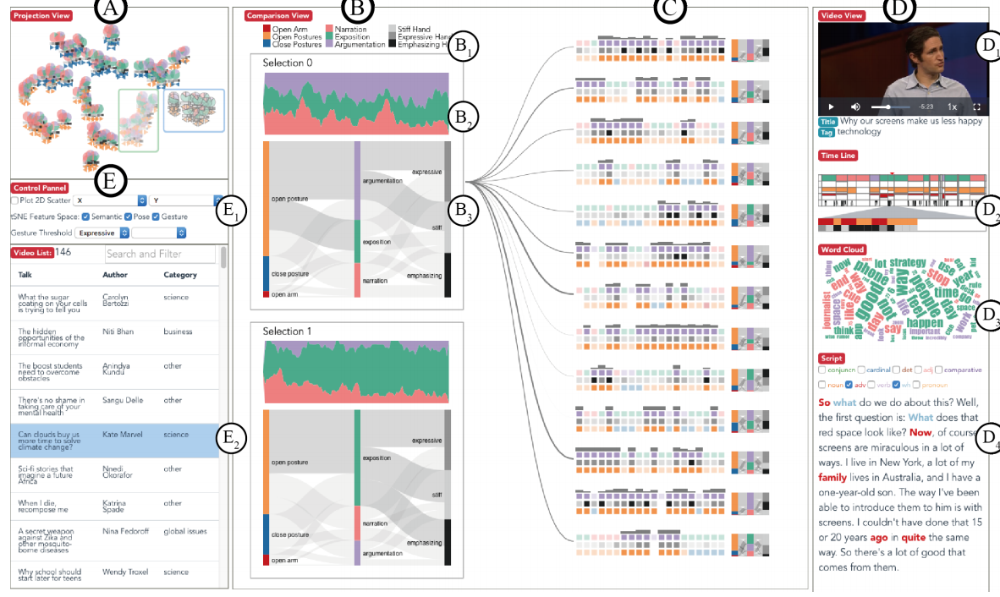 A
B
C
D
Projection View
Comparison View
Open Arm
Open Postures
Close Postures
Narration
Exposition
Argumentation
Stiff Hand
Expressive Hand
Emphasizing H
B1
Selection 0
B2
open posture
close posture
open arm
argumentation
exposition
narration
expressive
stiff
emphasizing
B3
Selection 1
open posture
close posture
open arm
exposition
narration
argumentation
expressive
stiff
emphasizing
E
Control Pannel
Plot 2D Scatter X Y
E1
tSNE Feature Space: Semantic Pose Gesture
Gesture Threshold Expressive
Video List: 146 Search and Filter
Talk Author Category
What the sugar
coating on your cells
is trying to tell you
Carolyn
Bertozzi
science
The hidden
opportunities of the
informal economy
Niti Bhan
business
The boost students
need to overcome
obstacles
Anindya
Kundu
other
There's no shame in
taking care of your
mental health
Sangu Delle
other
Can clouds buy us
more time to solve
climate change?
Kate Marvel
science
E2
Sci-fi stories that
imagine a future
Africa
Nnedi
Okorafor
other
When I die,
recompose me
Katrina
Spade
other
A secret weapon
against Zika and
other mosquito-
borne diseases
Nina Fedoroff
global issues
Why school should
start later for teens
Wendy Troxel
science
Video View
D1
-5:23 1x
Title Why our screens make us less happy
Tag technology
Time Line
D2
Word Cloud
now
phone
lot
strategy
use
eat
kid
year
thing
end
way
cue
stop
time
go
people
good
not
life
feel
day
space
like
journalist
think
app
say
happen
important
work
company
D3
Script
conjuncn cardinal det adj comparative
noun adv verb wh pronoun
D4
So what do we do about this? Well,
the first question is: What does that
red space look like? Now, of course
screens are miraculous in a lot of
ways. I live in New York, a lot of my
family lives in Australia, and I have a
one-year-old son. The way I've been
able to introduce them to him is with
screens. I couldn't have done that 15
or 20 years ago in quite the same
way. So there's a lot of good that
comes from them.